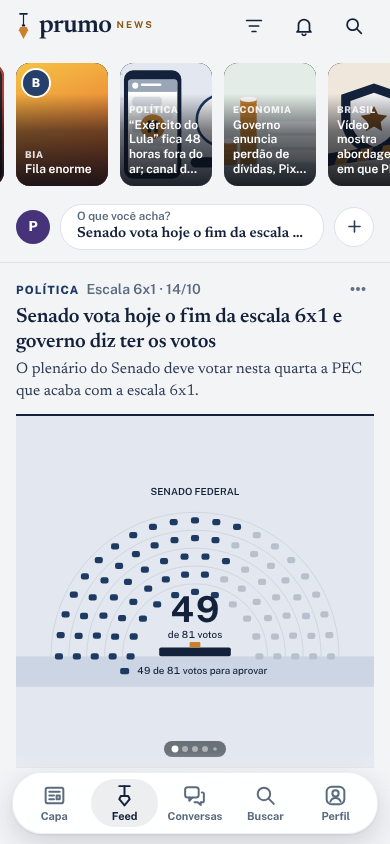 prumo NEWS
B
BIA
Fila enorme
POLÍTICA
“Exército do
Lula” fica 48
horas fora do
ar; canal d...
ECONOMIA
Governo
anuncia
perdão de
dívidas, Pix...
BRASIL
Vídeo
mostra
abordage
em que P
P
O que você acha?
Senado vota hoje o fim da escala ...
+
POLÍTICA Escala 6x1 · 14/10
Senado vota hoje o fim da escala 6x1 e
governo diz ter os votos
O plenário do Senado deve votar nesta quarta a PEC
que acaba com a escala 6x1.
SENADO FEDERAL
49
de 81 votos
49 de 81 votos para aprovar
Capa
Feed
Conversas
Buscar
Perfil